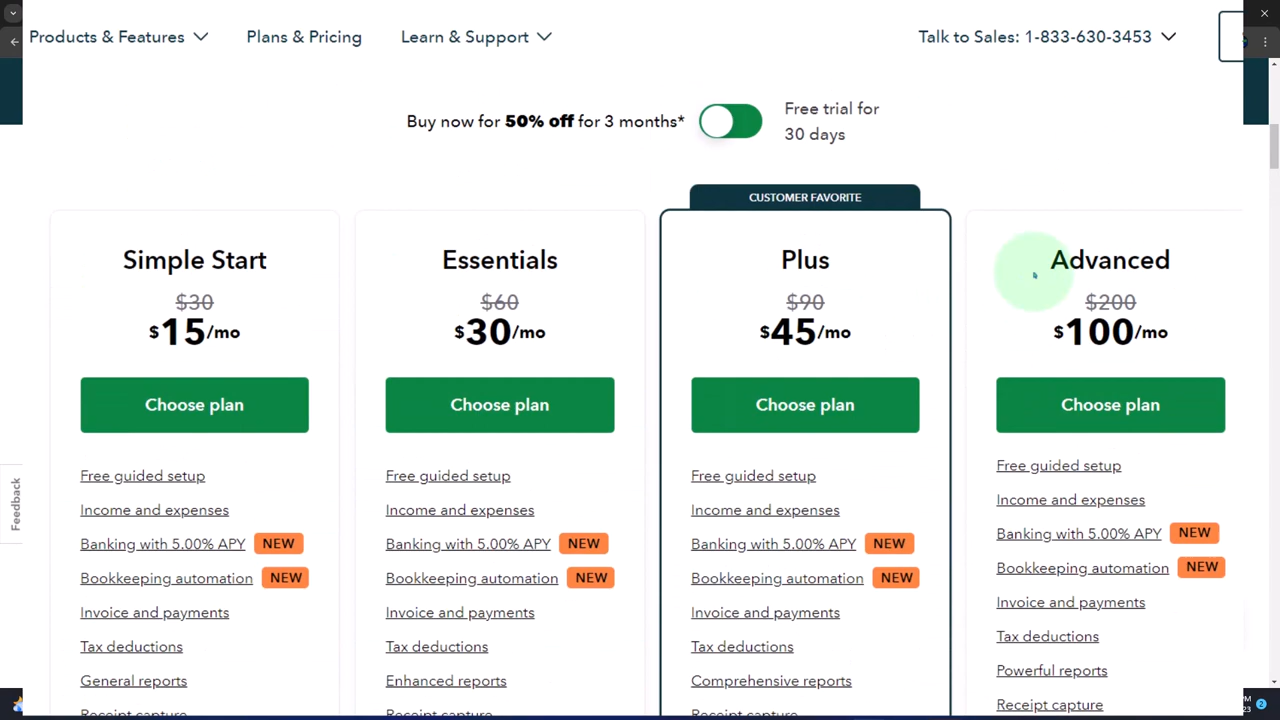 Products & Features
Plans & Pricing
Learn & Support
Talk to Sales: 1-833-630-3453
Buy now for 50% off for 3 months*
Free trial for
30 days
CUSTOMER FAVORITE
Simple Start
$30
$15/mo
Choose plan
Free guided setup
Income and expenses
Banking with 5.00% APY NEW
Bookkeeping automation NEW
Invoice and payments
Tax deductions
General reports
Receipt capture
Essentials
$60
$30/mo
Choose plan
Free guided setup
Income and expenses
Banking with 5.00% APY NEW
Bookkeeping automation NEW
Invoice and payments
Tax deductions
Enhanced reports
Receipt capture
Plus
$90
$45/mo
Choose plan
Free guided setup
Income and expenses
Banking with 5.00% APY NEW
Bookkeeping automation NEW
Invoice and payments
Tax deductions
Comprehensive reports
Receipt capture
Advanced
$200
$100/mo
Choose plan
Free guided setup
Income and expenses
Banking with 5.00% APY NEW
Bookkeeping automation NEW
Invoice and payments
Tax deductions
Powerful reports
Receipt capture
Feedback
2